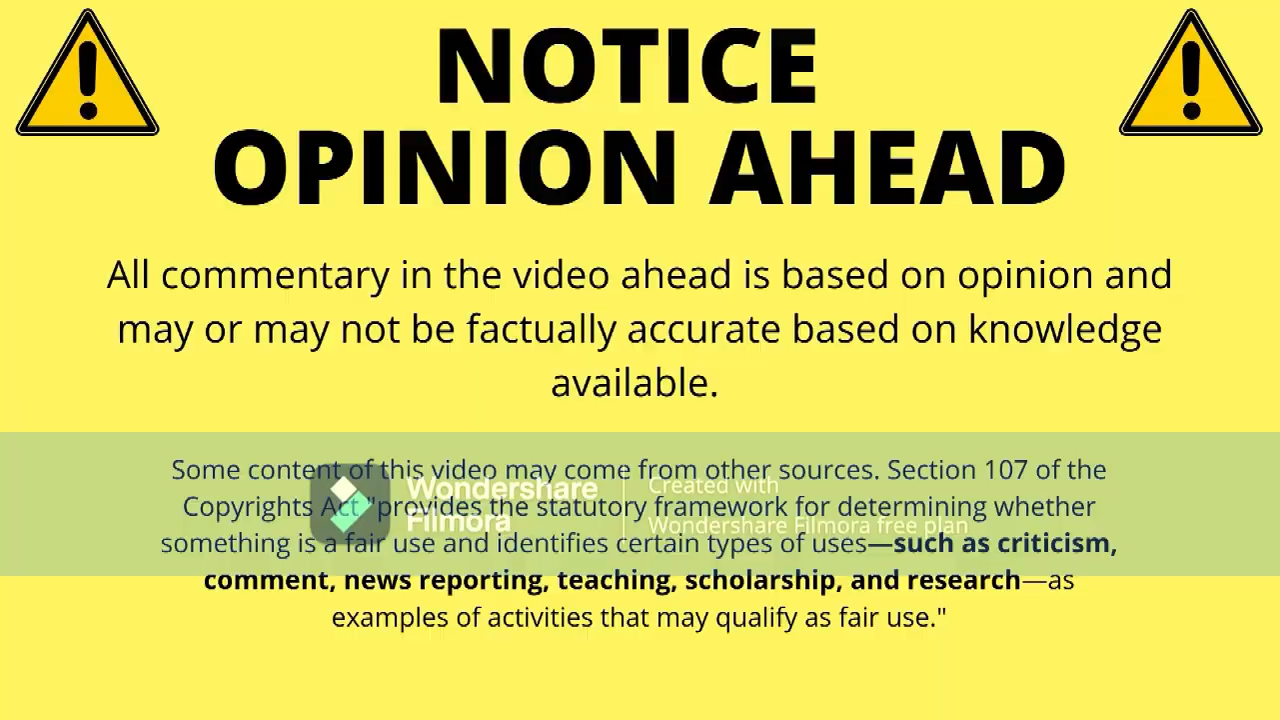 NOTICE
OPINION AHEAD
All commentary in the video ahead is based on opinion and
may or may not be factually accurate based on knowledge
available.
Some content of this video may come from other sources. Section 107 of the
Copyrights Act "provides the statutory framework for determining whether
something is a fair use and identifies certain types of uses—such as criticism,
comment, news reporting, teaching, scholarship, and research—as
examples of activities that may qualify as fair use."
Wondershare
Filmora
Created with
Wondershare Filmora free plan